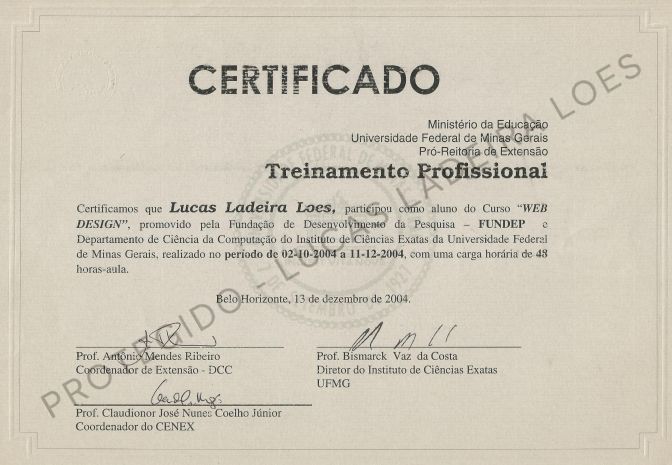 CERTIFICADO
Ministério da Educação
Universidade Federal de Minas Gerais
Pró-Reitoria de Extensão
Treinamento Profissional
Certificamos que Lucas Ladeira Loes, participou como aluno do Curso "WEB
DESIGN", promovido pela Fundação de Desenvolvimento da Pesquisa – FUNDEP e
Departamento de Ciência da Computação do Instituto de Ciências Exatas da Universidade Federal
de Minas Gerais, realizado no período de 02-10-2004 a 11-12-2004, com uma carga horária de 48
horas-aula.
Belo Horizonte, 13 de dezembro de 2004.
Prof. Antônio Mendes Ribeiro
Coordenador de Extensão - DCC
Prof. Bismarck Vaz da Costa
Diretor do Instituto de Ciências Exatas
UFMG
Prof. Claudionor José Nunes Coelho Júnior
Coordenador do CENEX
PROTEGIDO - LUCAS LADEIRA LOES